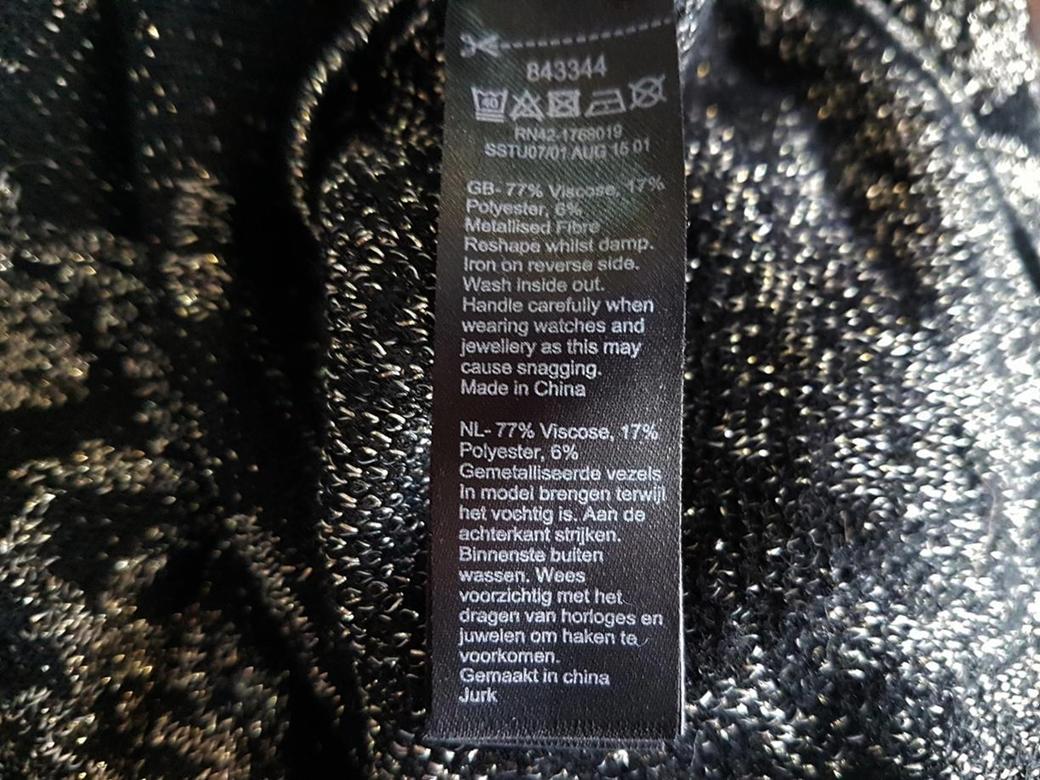 843344
40
RN42-1768019
SSTU07/01 AUG 15 01
GB- 77% Viscose, 17%
Polyester, 6%
Metallised Fibre
Reshape whilst damp.
Iron on reverse side.
Wash inside out.
Handle carefully when
wearing watches and
jewellery as this may
cause snagging.
Made in China
NL- 77% Viscose, 17%
Polyester, 6%
Gemetalliseerde vezels
In model brengen terwijl
het vochtig is. Aan de
achterkant strijken.
Binnenste buiten
wassen. Wees
voorzichtig met het
dragen van horloges en
juwelen om haken te
voorkomen.
Gemaakt in china
Jurk